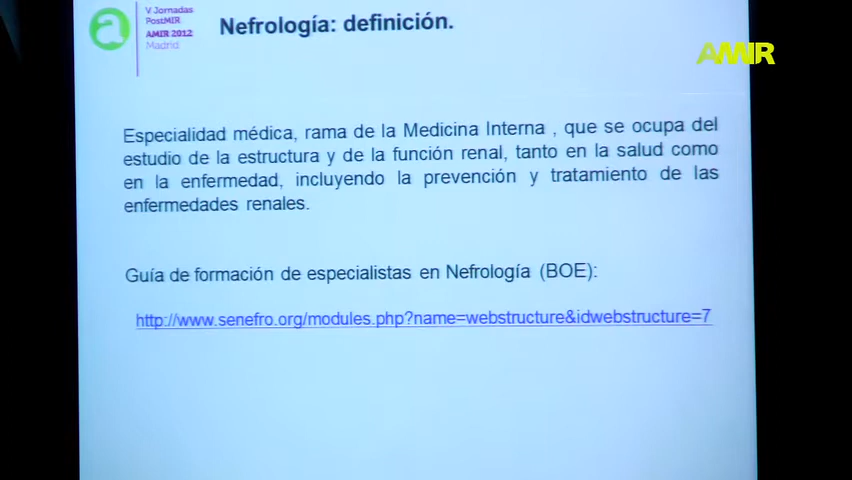 V Jornadas
PostMIR
AMIR 2012
Madrid
Nefrología: definición.
AMIR
Especialidad médica, rama de la Medicina Interna , que se ocupa del
estudio de la estructura y de la función renal, tanto en la salud como
en la enfermedad, incluyendo la prevención y tratamiento de las
enfermedades renales.
Guía de formación de especialistas en Nefrología (BOE):
http://www.senefro.org/modules.php?name=webstructure&idwebstructure=7